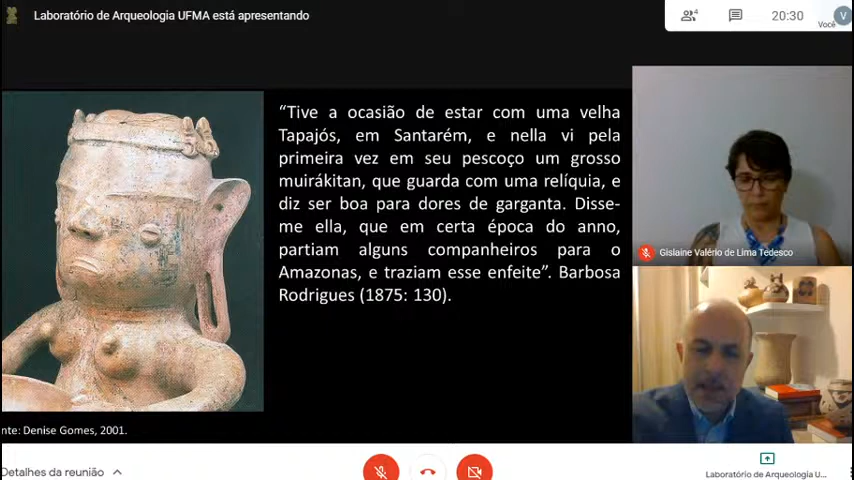 Laboratório de Arqueologia UFMA está apresentando
4
20:30
V
Você
“Tive a ocasião de estar com uma velha
Tapajós, em Santarém, e nella vi pela
primeira vez em seu pescoço um grosso
muirákitan, que guarda com uma relíquia, e
diz ser boa para dores de garganta. Disse-
me ella, que em certa época do anno,
partiam alguns companheiros para o
Amazonas, e traziam esse enfeite”. Barbosa
Rodrigues (1875: 130).
Gislaine Valério de Lima Tedesco
nte: Denise Gomes, 2001.
Detalhes da reunião
Laboratório de Arqueologia U...